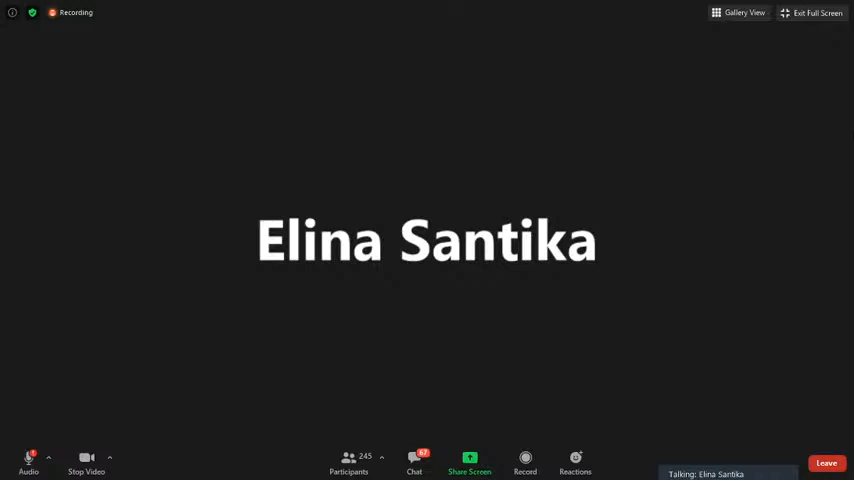 Recording
Gallery View
Exit Full Screen
Elina Santika
245
67
Audio
Stop Video
Participants
Chat
Share Screen
Record
Reactions
Talking: Elina Santika
Leave